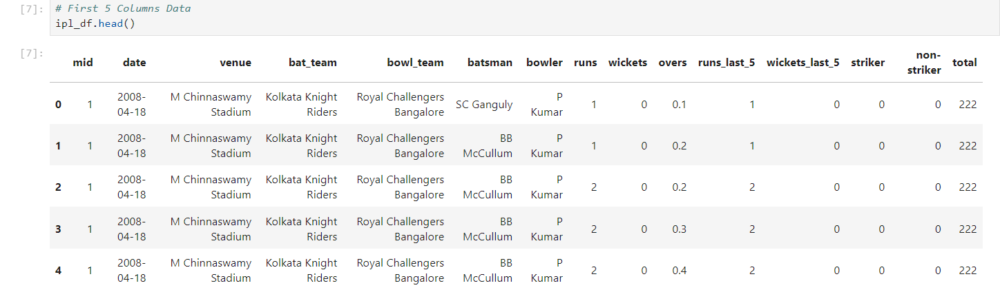 [7]: # First 5 Columns Data
ipl_df.head()
[7]:
mid date venue bat_team bowl_team batsman bowler runs wickets overs runs_last_5 wickets_last_5 striker non-
striker total
0 1 2008- M Chinnaswamy Kolkata Knight Royal Challengers SC Ganguly P 1 0 0.1 1 0 0 0 222
04-18 Stadium Riders Bangalore Kumar
1 1 2008- M Chinnaswamy Kolkata Knight Royal Challengers BB P 1 0 0.2 1 0 0 0 222
04-18 Stadium Riders Bangalore McCullum Kumar
2 1 2008- M Chinnaswamy Kolkata Knight Royal Challengers BB P 2 0 0.2 2 0 0 0 222
04-18 Stadium Riders Bangalore McCullum Kumar
3 1 2008- M Chinnaswamy Kolkata Knight Royal Challengers BB P 2 0 0.3 2 0 0 0 222
04-18 Stadium Riders Bangalore McCullum Kumar
4 1 2008- M Chinnaswamy Kolkata Knight Royal Challengers BB P 2 0 0.4 2 0 0 0 222
04-18 Stadium Riders Bangalore McCullum Kumar